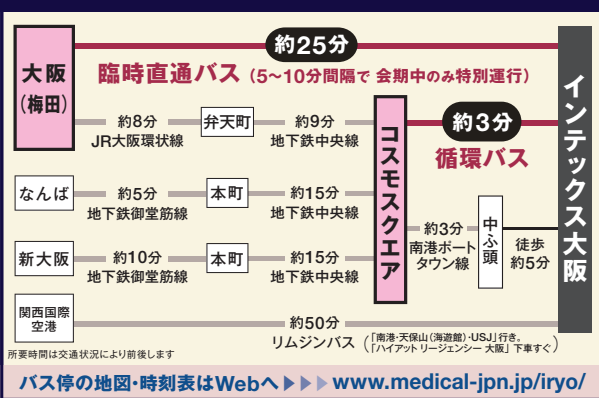 大阪
(梅田)
約25分
臨時直通バス(5〜10分間隔で 会期中のみ特別運行)
約8分
JR大阪環状線
弁天町
約9分
地下鉄中央線
コスモスクエア
約3分
循環バス
インテックス大阪
なんば
約5分
地下鉄御堂筋線
本町
約15分
地下鉄中央線
新大阪
約10分
地下鉄御堂筋線
本町
約15分
地下鉄中央線
約3分
南港ポート
タウン線
中ふ頭
徒歩
約5分
関西国際
空港
約50分
リムジンバス
(「南港・天保山(海遊館)・USJ」行き。
「ハイアット リージェンシー 大阪」下車すぐ)
所要時間は交通状況により前後します
バス停の地図・時刻表はWebへ▶▶▶www.medical-jpn.jp/iryo/